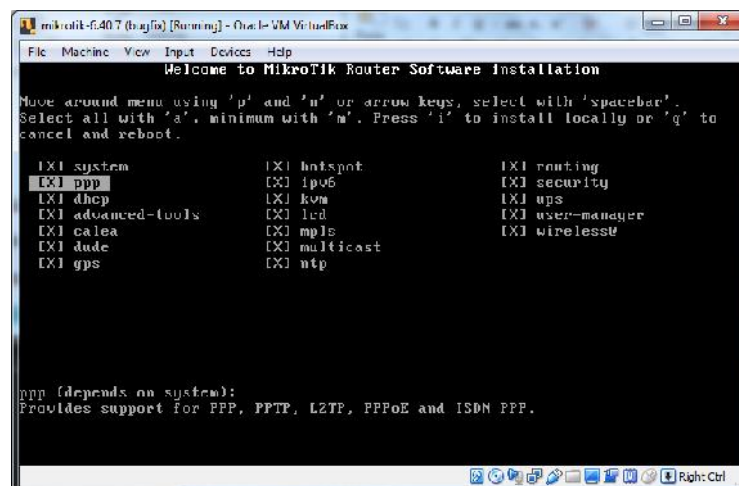 mikrotik-6.40.7 (bugfix) [Running] - Oracle VM VirtualBox
File Machine View Input Devices Help
Welcome to MikroTik Router Software installation
Move around menu using 'p' and 'n' or arrow keys, select with 'spacebar'.
Select all with 'a', minimum with 'm'. Press 'i' to install locally or 'q' to
cancel and reboot.
[X] system [X] hotspot [X] routing
[X] ppp [X] ipv6 [X] security
[X] dhcp [X] kvm [X] ups
[X] advanced-tools [X] lcd [X] user-manager
[X] calea [X] mpls [X] wireless@
[X] dude [X] multicast
[X] gps [X] ntp
ppp (depends on system):
Provides support for PPP, PPTP, L2TP, PPPoE and ISDN PPP.
Right Ctrl